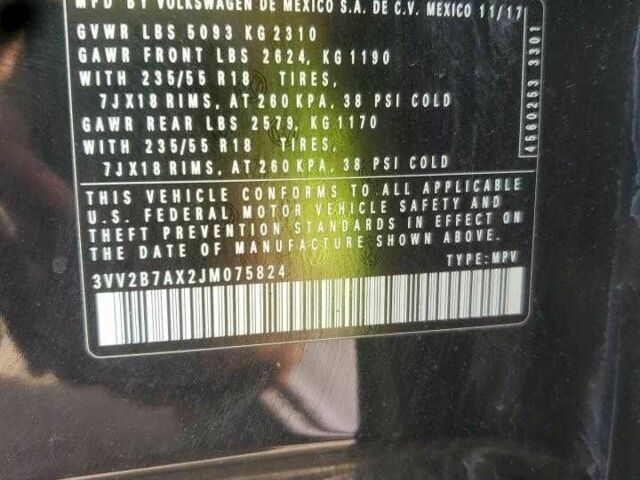 MFD BY VOLKSWAGEN DE MEXICO S.A. DE C.V. MEXICO 11/17
GVWR LBS 5093 KG 2310
GAWR FRONT LBS 2624, KG 1190
WITH 235/55 R18 TIRES,
7JX18 RIMS, AT 260 KPA, 38 PSI COLD
GAWR REAR LBS 2579, KG 1170
WITH 235/55 R18 TIRES,
7JX18 RIMS, AT 260 KPA, 38 PSI COLD
THIS VEHICLE CONFORMS TO ALL APPLICABLE
U.S. FEDERAL MOTOR VEHICLE SAFETY AND
THEFT PREVENTION STANDARDS IN EFFECT ON
THE DATE OF MANUFACTURE SHOWN ABOVE.
3VV2B7AX2JM075824 TYPE: MPV
4560263 3301